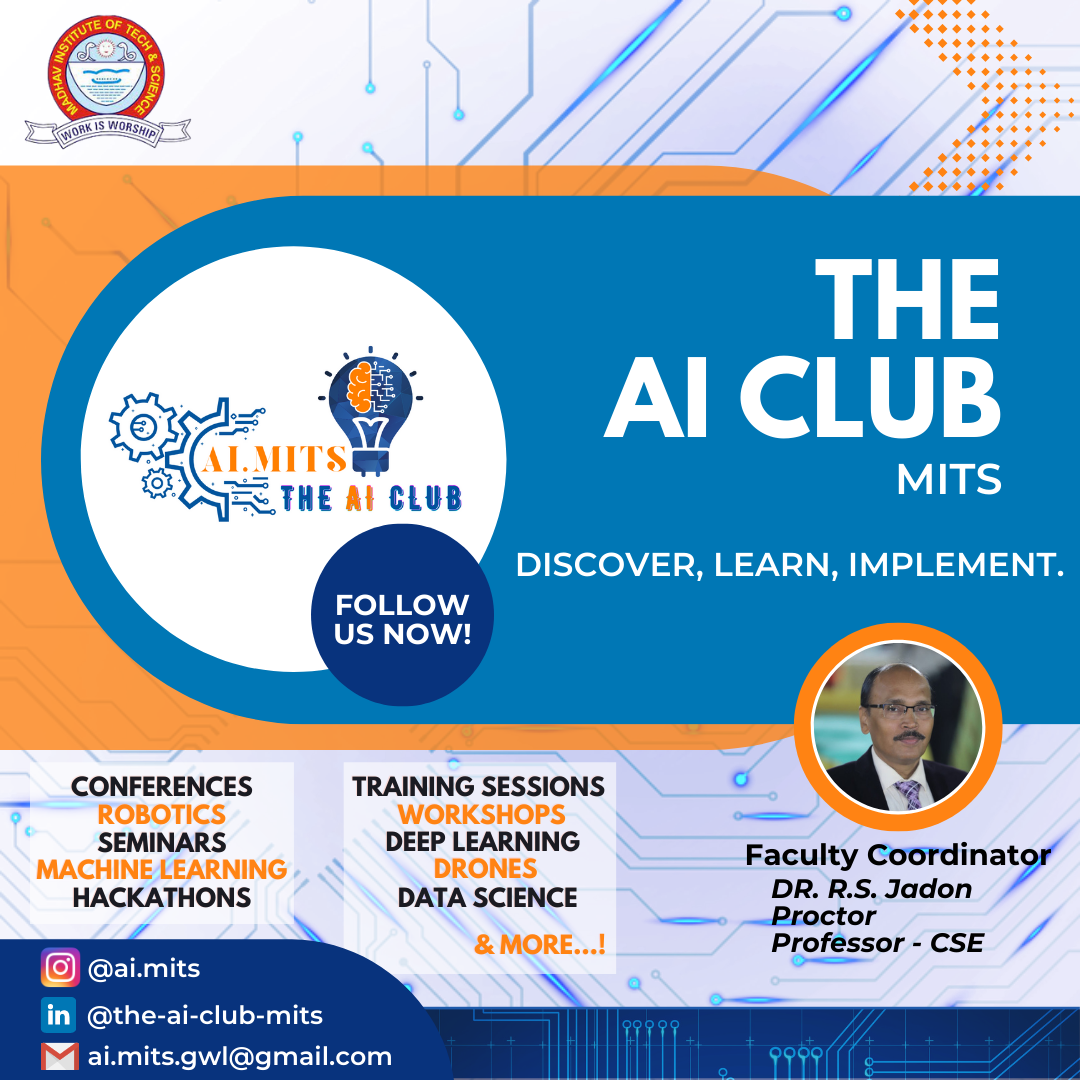 MADHAV INSTITUTE OF TECH & SCIENCE
WORK IS WORSHIP
THE
AI CLUB
MITS
DISCOVER, LEARN, IMPLEMENT.
AI.MITS
THE AI CLUB
FOLLOW
US NOW!
CONFERENCES
ROBOTICS
SEMINARS
MACHINE LEARNING
HACKATHONS
TRAINING SESSIONS
WORKSHOPS
DEEP LEARNING
DRONES
DATA SCIENCE
& MORE...!
Faculty Coordinator
DR. R.S. Jadon
Proctor
Professor - CSE
@ai.mits
in @the-ai-club-mits
ai.mits.gwl@gmail.com